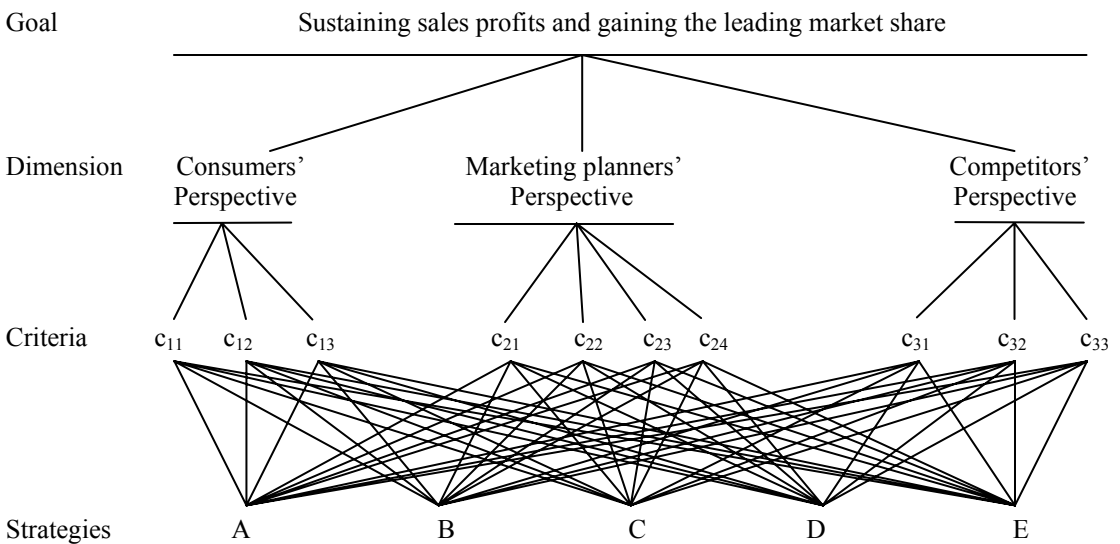 Goal Sustaining sales profits and gaining the leading market share
Dimension Consumers’ Marketing planners’ Competitors’
Perspective Perspective Perspective
Criteria c₁₁ c₁₂ c₁₃ c₂₁ c₂₂ c₂₃ c₂₄ c₃₁ c₃₂ c₃₃
Strategies A B C D E